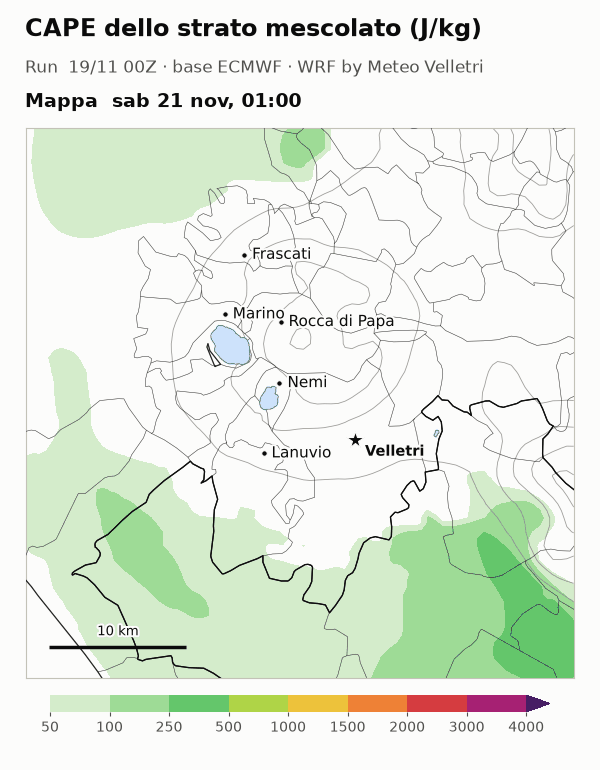 CAPE dello strato mescolato (J/kg)
Run  19/11 00Z · base ECMWF · WRF by Meteo Velletri
Mappa  sab 21 nov, 01:00
Frascati
Marino
Rocca di Papa
Nemi
Velletri
Lanuvio
10 km
50 100 250 500 1000 1500 2000 3000 4000